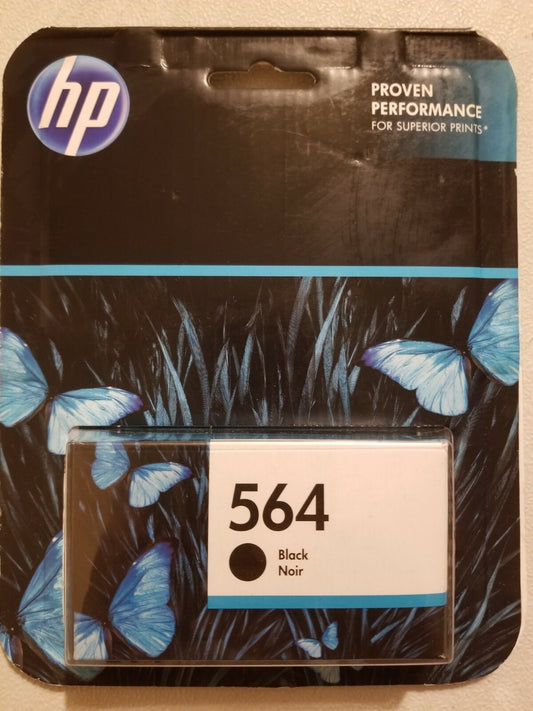 hp
PROVEN
PERFORMANCE
FOR SUPERIOR PRINTS*
564
Black
Noir